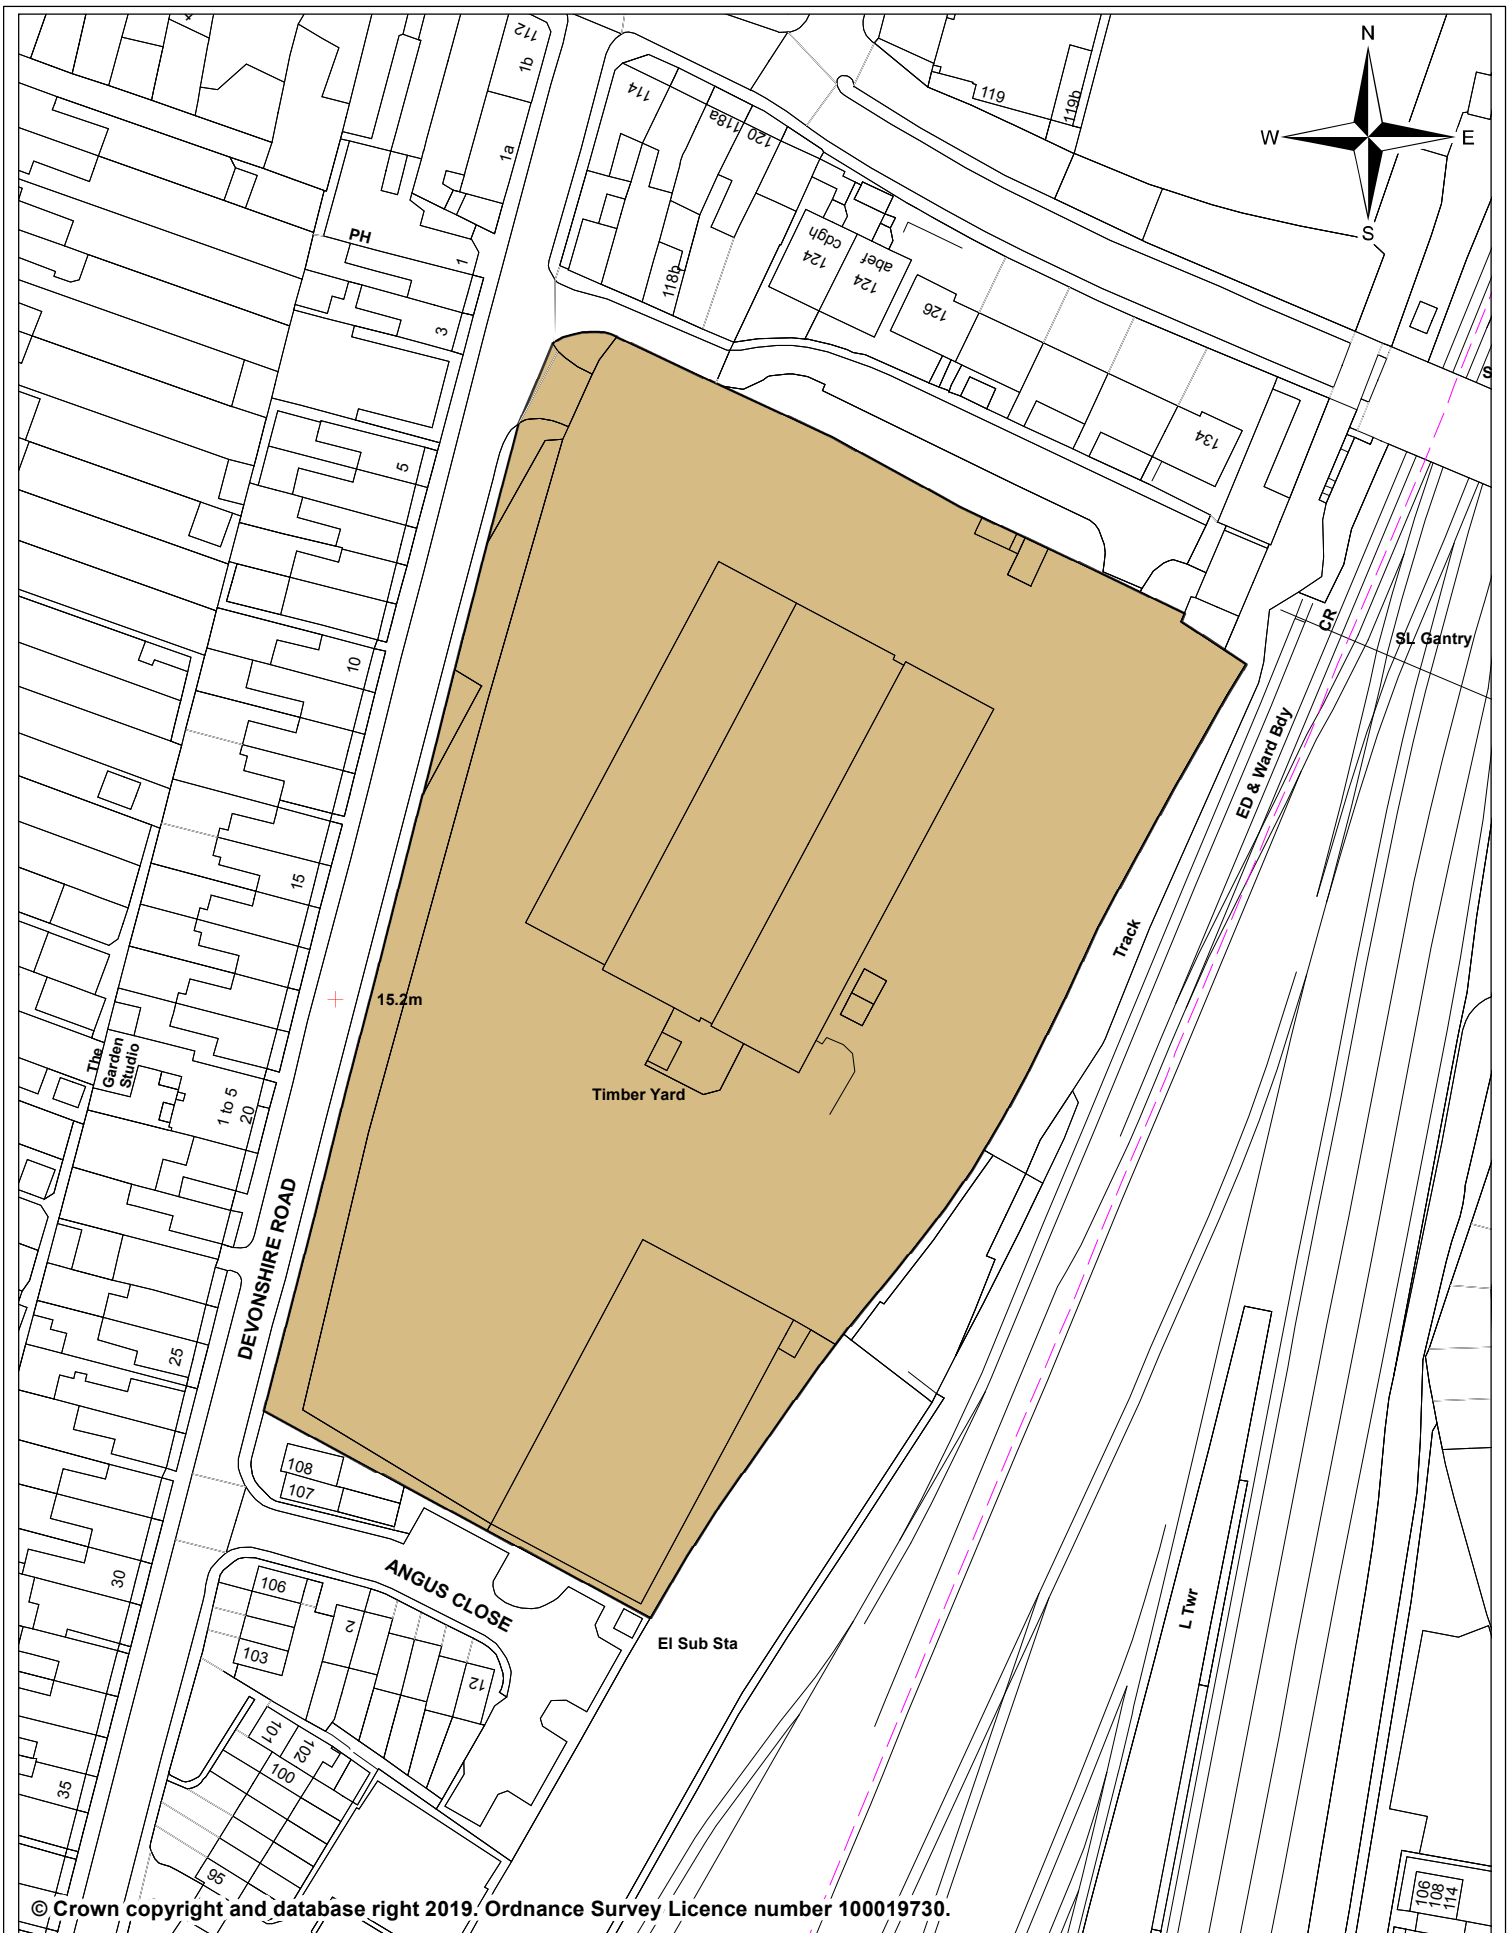 N
W
E
S
112
1b
1a
114
118a
120
119
119b
PH
1
3
5
118b
124
cdgh
124
abef
126
134
S
10
CR
SL Gantry
ED & Ward Bdy
15
Track
15.2m
The
Garden
Studio
1 to 5
20
Timber Yard
DEVONSHIRE ROAD
25
108
107
30
106
103
ANGUS CLOSE
2
12
El Sub Sta
L Twr
101
102
100
35
95
106
108
114
© Crown copyright and database right 2019. Ordnance Survey Licence number 100019730.